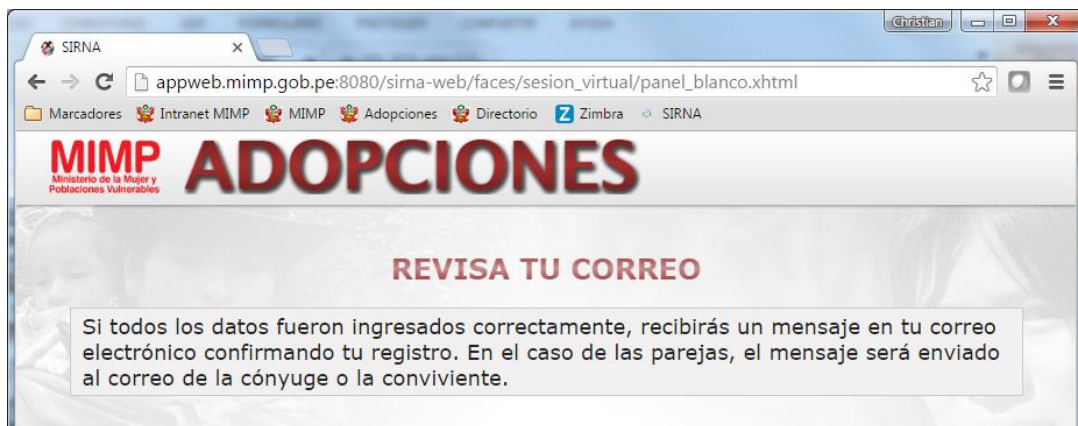 Christian
SIRNA
appweb.mimp.gob.pe:8080/sirna-web/faces/sesion_virtual/panel_blanco.xhtml
Marcadores Intranet MIMP MIMP Adopciones Directorio Zimbra SIRNA
MIMP
Ministerio de la Mujer y
Poblaciones Vulnerables
ADOPCIONES
REVISA TU CORREO
Si todos los datos fueron ingresados correctamente, recibirás un mensaje en tu correo
electrónico confirmando tu registro. En el caso de las parejas, el mensaje será enviado
al correo de la cónyuge o la conviviente.